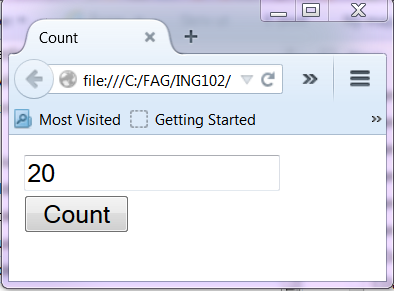 Count
file:///C:/FAG/ING102/
Most Visited Getting Started
20
Count